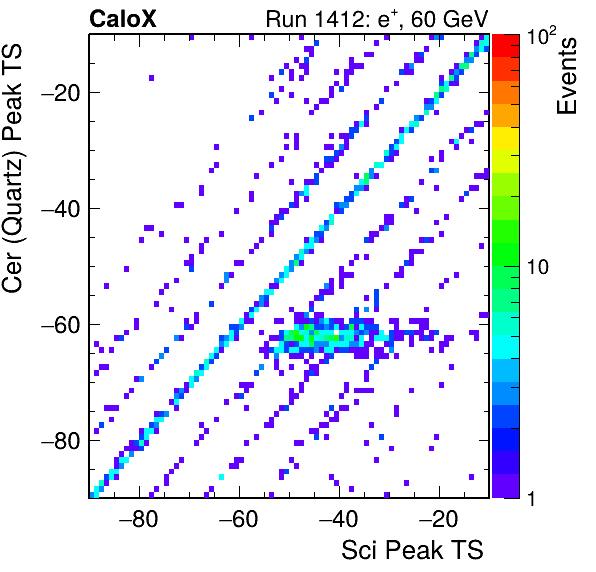 CaloX Run 1412: e⁺, 60 GeV
Cer (Quartz) Peak TS
−20
−40
−60
−80
−80 −60 −40 −20
Sci Peak TS
10²
10
1
Events